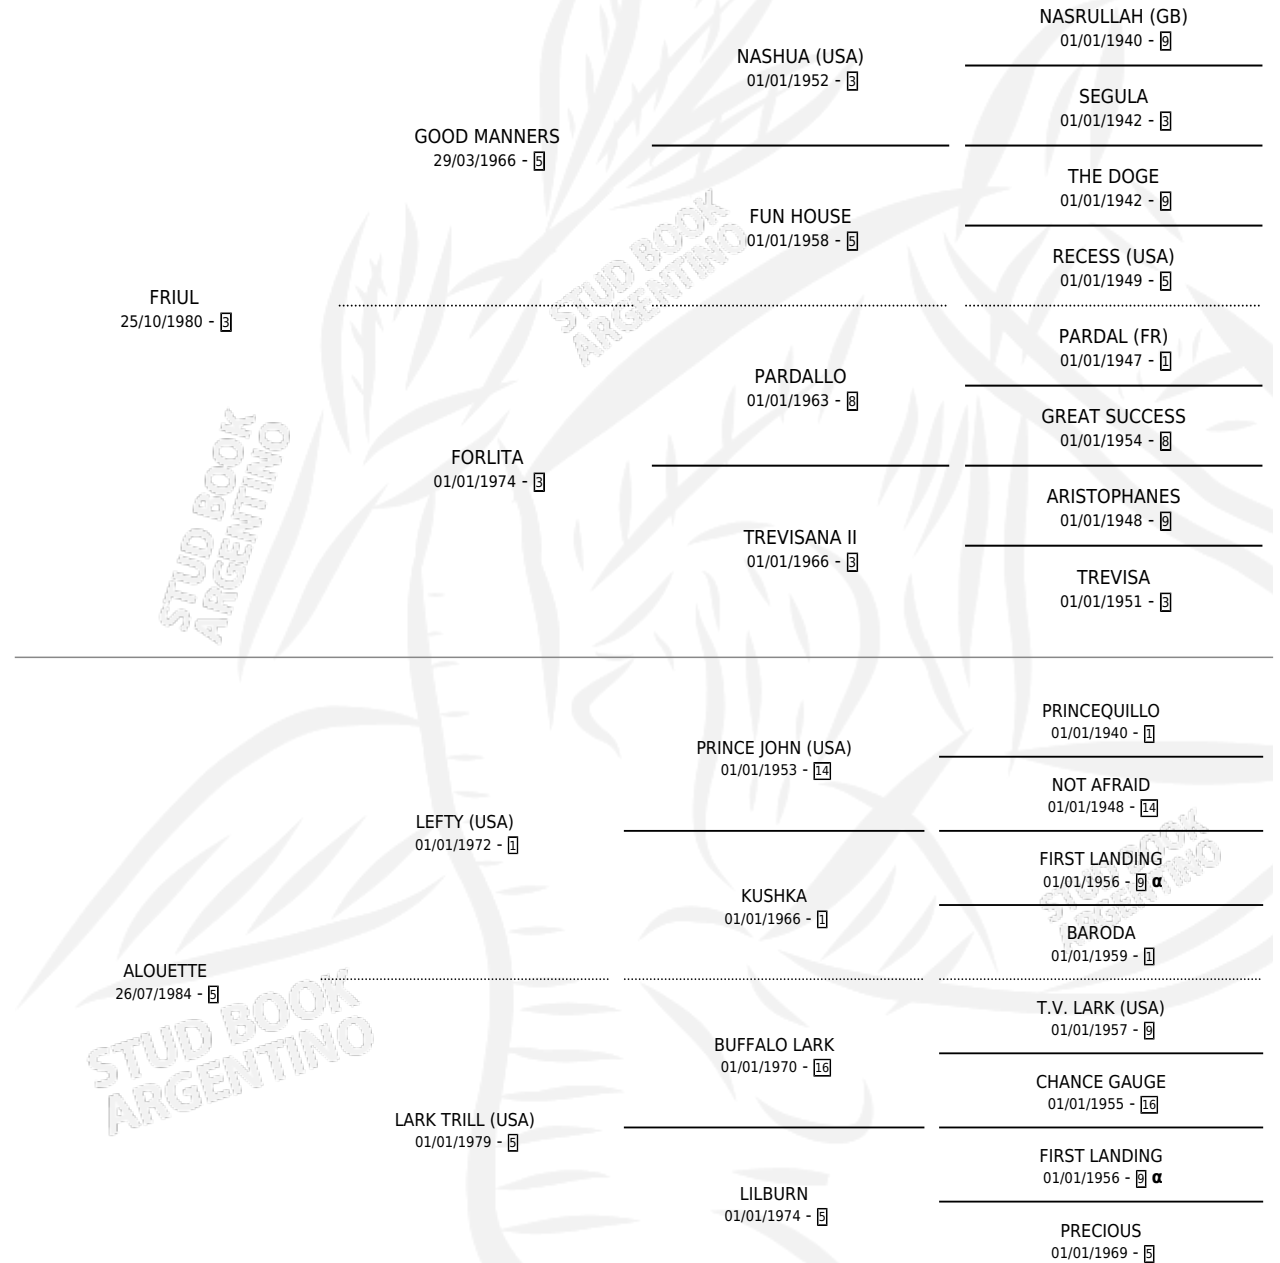 NASRULLAH (GB)
01/01/1940 - 9
NASHUA (USA)
01/01/1952 - 3
SEGULA
01/01/1942 - 3
GOOD MANNERS
29/03/1966 - 5
THE DOGE
01/01/1942 - 9
FUN HOUSE
01/01/1958 - 5
RECESS (USA)
01/01/1949 - 5
STUD BOOK
ARGENTINO
FRIUL
25/10/1980 - 3
PARDAL (FR)
01/01/1947 - 1
PARDALLO
01/01/1963 - 8
GREAT SUCCESS
01/01/1954 - 8
FORLITA
01/01/1974 - 3
ARISTOPHANES
01/01/1948 - 9
TREVISANA II
01/01/1966 - 3
TREVISA
01/01/1951 - 3
STUD BOOK
ARGENTINO
PRINCEQUILLO
01/01/1940 - 1
PRINCE JOHN (USA)
01/01/1953 - 14
NOT AFRAID
01/01/1948 - 14
LEFTY (USA)
01/01/1972 - 1
FIRST LANDING
01/01/1956 - 9 α
KUSHKA
01/01/1966 - 1
BARODA
01/01/1959 - 1
STUD BOOK
ARGENTINO
ALOUETTE
26/07/1984 - 5
T.V. LARK (USA)
01/01/1957 - 9
BUFFALO LARK
01/01/1970 - 16
CHANCE GAUGE
01/01/1955 - 16
LARK TRILL (USA)
01/01/1979 - 5
FIRST LANDING
01/01/1956 - 9 α
LILBURN
01/01/1974 - 5
PRECIOUS
01/01/1969 - 5
STUD BOOK
ARGENTINO